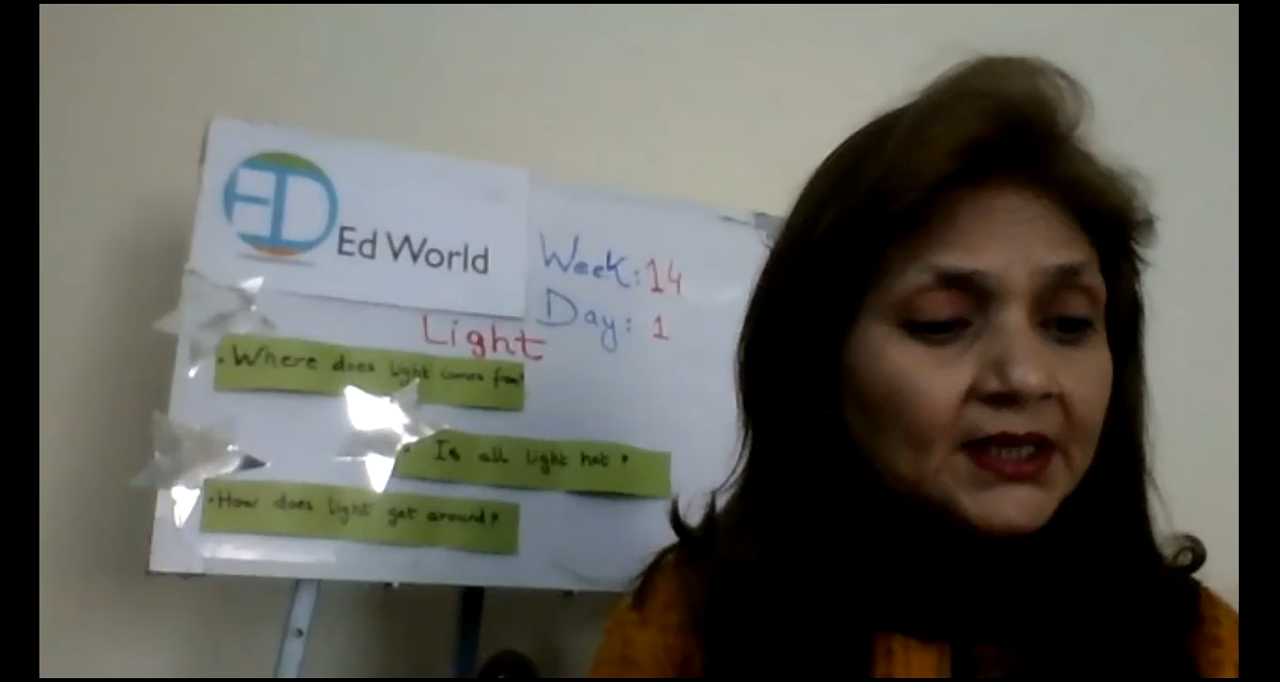 ED
Ed World
Week: 14
Day: 1
Light
. Where does light comes from?
. Is all light hot?
. How does light get around?